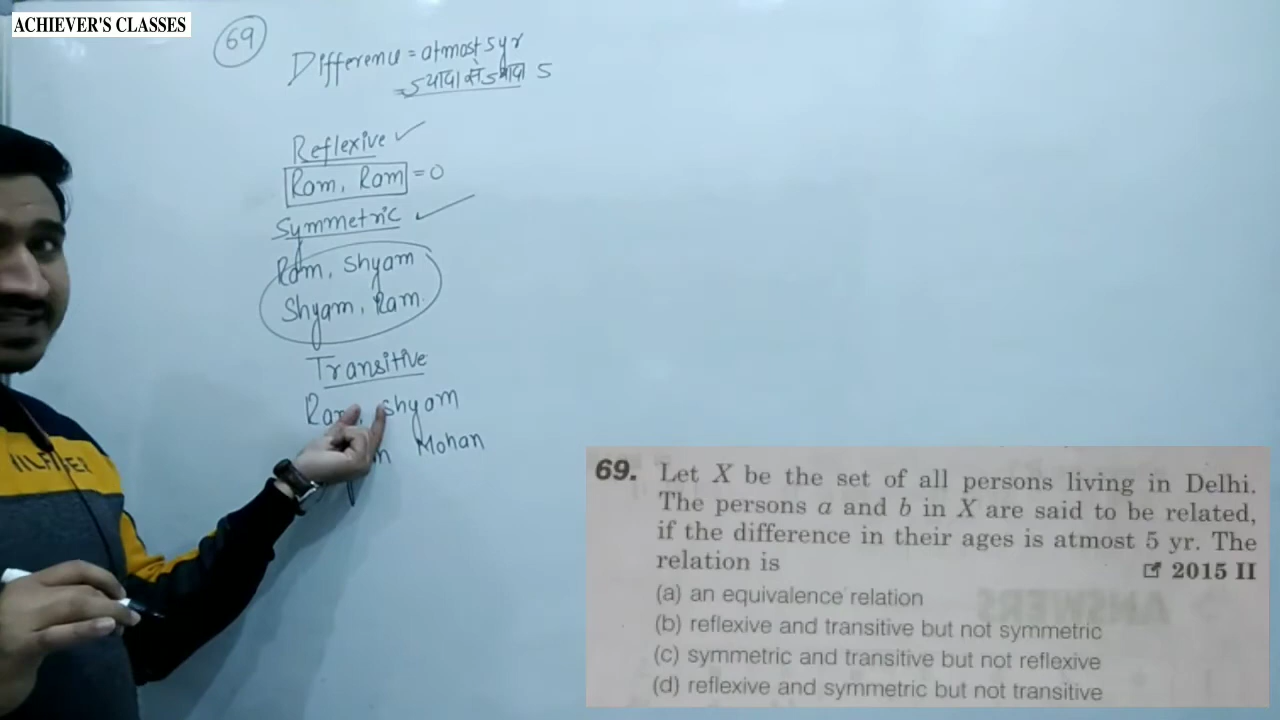 ACHIEVER'S CLASSES
69
Difference = atmost 5 yr
= ज्यादा से ज्यादा 5
Reflexive ✓
Ram, Ram = 0
Symmetric ✓
Ram, Shyam
Shyam, Ram
Transitive
Shyam
Mohan
69. Let X be the set of all persons living in Delhi.
The persons a and b in X are said to be related,
if the difference in their ages is atmost 5 yr. The
relation is 2015 II
(a) an equivalence relation
(b) reflexive and transitive but not symmetric
(c) symmetric and transitive but not reflexive
(d) reflexive and symmetric but not transitive